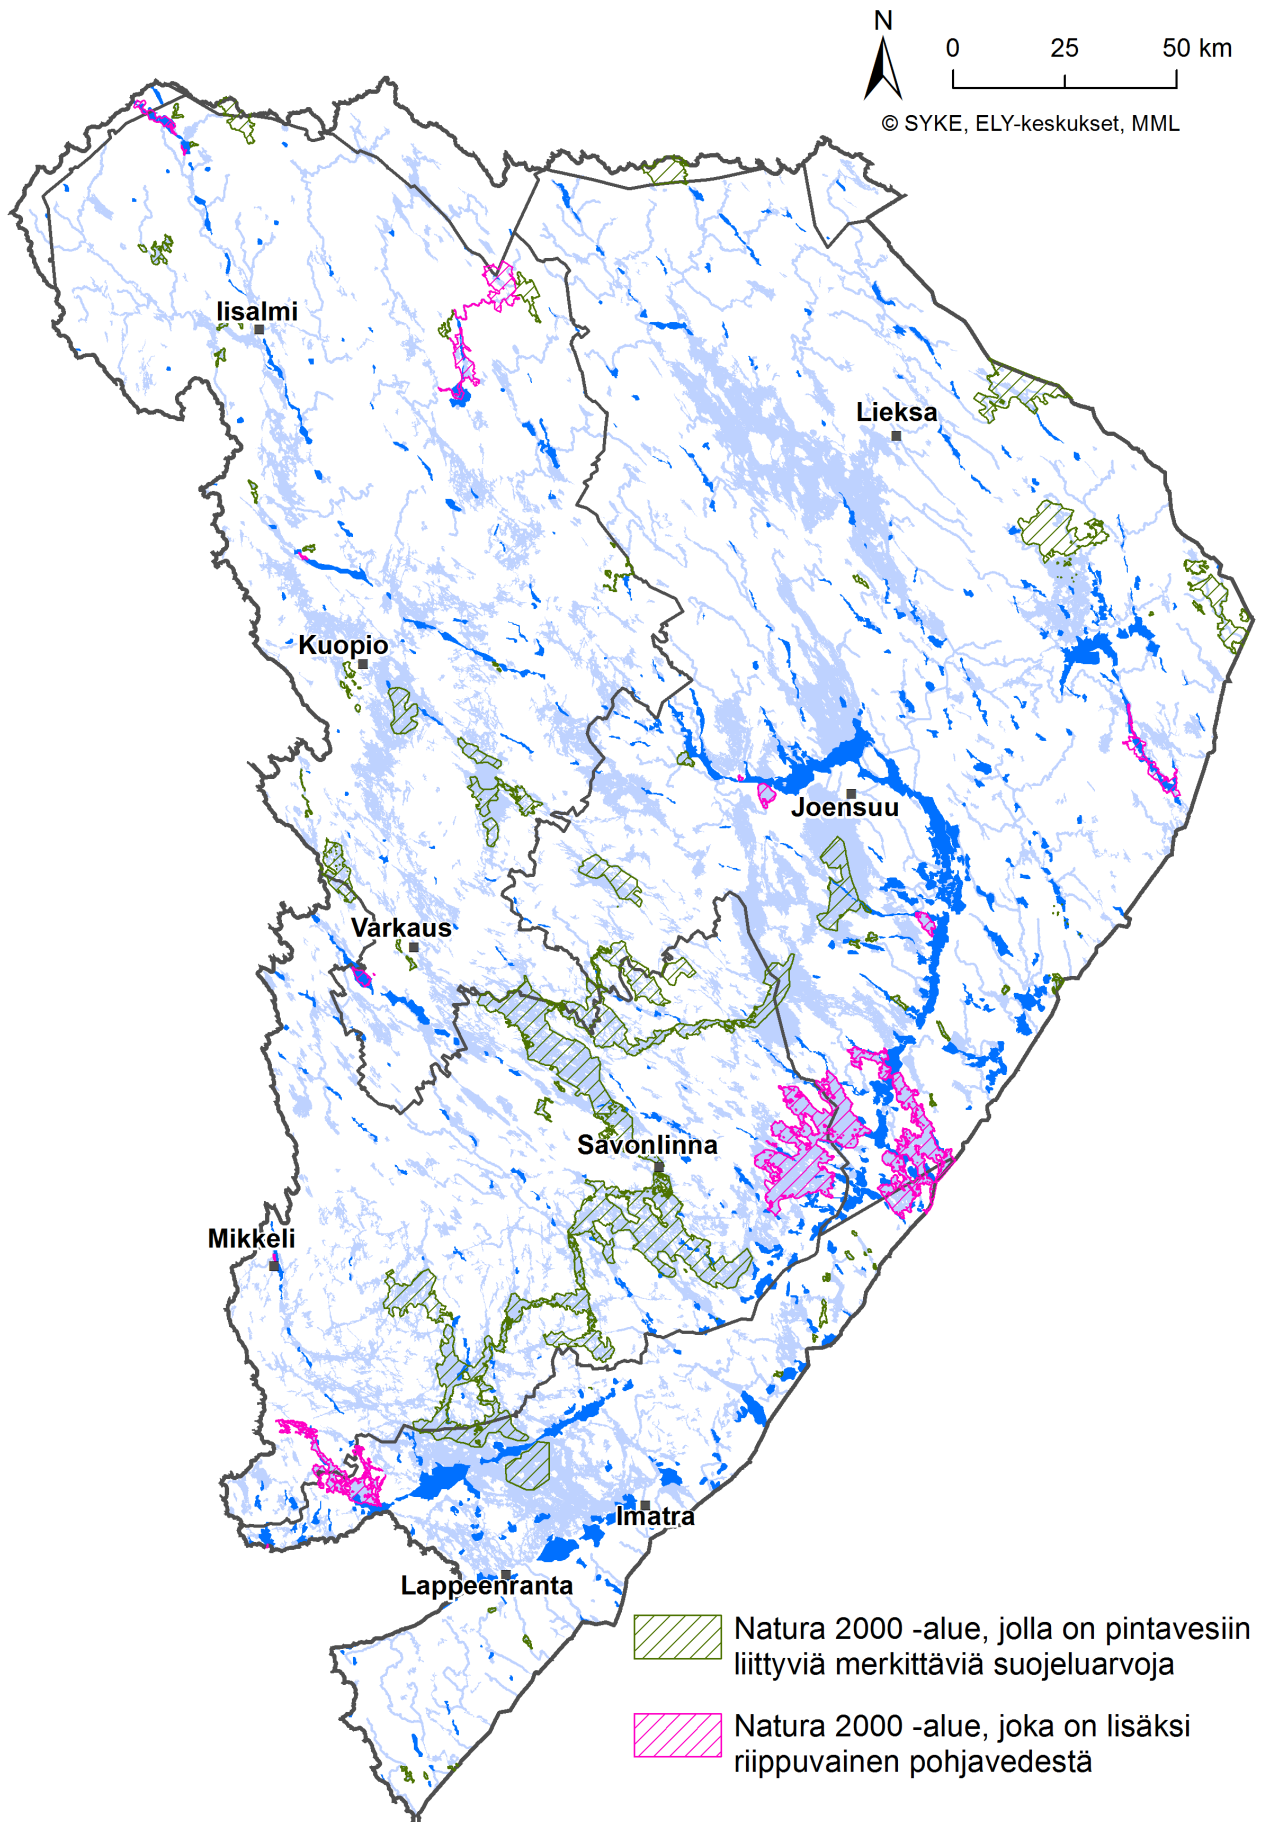 N
0 25 50 km
© SYKE, ELY-keskukset, MML
Iisalmi
Lieksa
Kuopio
Joensuu
Varkaus
Savonlinna
Mikkeli
Imatra
Lappeenranta
Natura 2000 -alue, jolla on pintavesiin
liittyviä merkittäviä suojeluarvoja
Natura 2000 -alue, joka on lisäksi
riippuvainen pohjavedestä